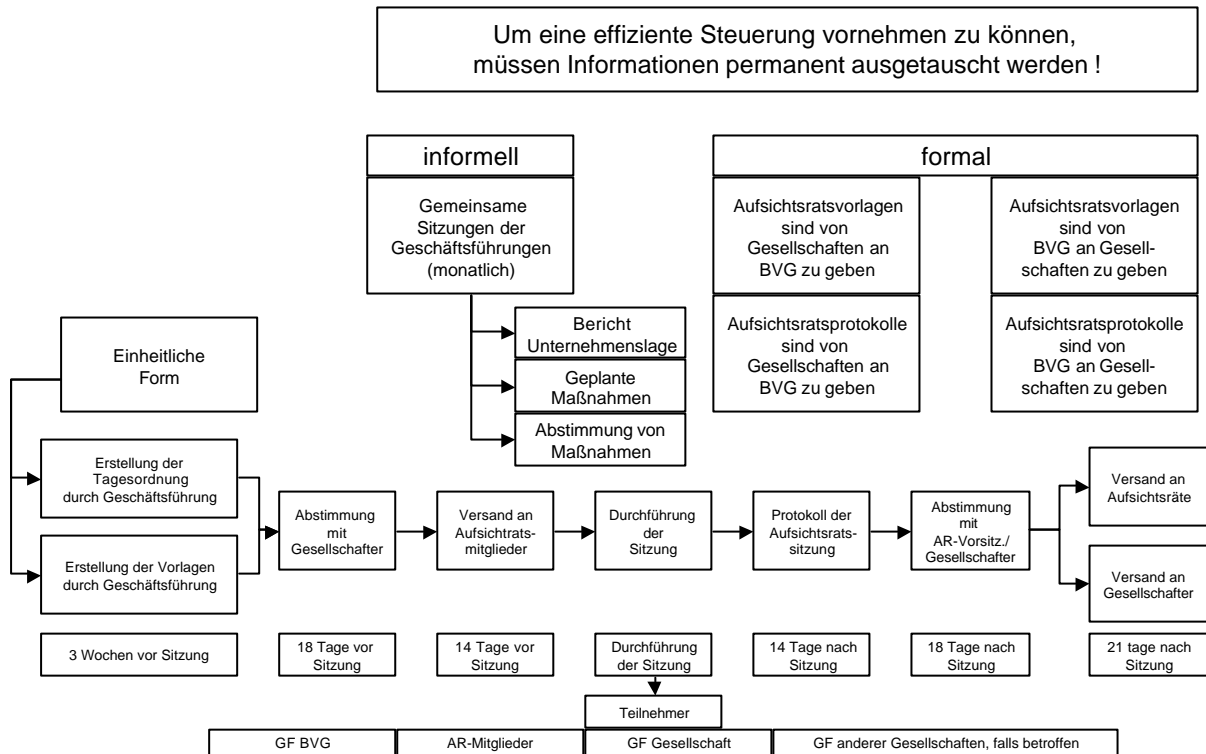 Um eine effiziente Steuerung vornehmen zu können,
müssen Informationen permanent ausgetauscht werden !
informell
Gemeinsame
Sitzungen der
Geschäftsführungen
(monatlich)
Bericht
Unternehmenslage
Geplante
Maßnahmen
Abstimmung von
Maßnahmen
formal
Aufsichtsratsvorlagen
sind von
Gesellschaften an
BVG zu geben
Aufsichtsratsvorlagen
sind von
BVG an Gesell-
schaften zu geben
Aufsichtsratsprotokolle
sind von
Gesellschaften an
BVG zu geben
Aufsichtsratsprotokolle
sind von
BVG an Gesell-
schaften zu geben
Einheitliche
Form
Erstellung der
Tagesordnung
durch Geschäftsführung
Erstellung der Vorlagen
durch Geschäftsführung
Abstimmung
mit
Gesellschafter
Versand an
Aufsichtrats-
mitglieder
Durchführung
der
Sitzung
Protokoll der
Aufsichtsrats-
sitzung
Abstimmung
mit
AR-Vorsitz./
Gesellschafter
Versand an
Aufsichtsräte
Versand an
Gesellschafter
3 Wochen vor Sitzung
18 Tage vor
Sitzung
14 Tage vor
Sitzung
Durchführung
der Sitzung
14 Tage nach
Sitzung
18 Tage nach
Sitzung
21 tage nach
Sitzung
Teilnehmer
GF BVG
AR-Mitglieder
GF Gesellschaft
GF anderer Gesellschaften, falls betroffen